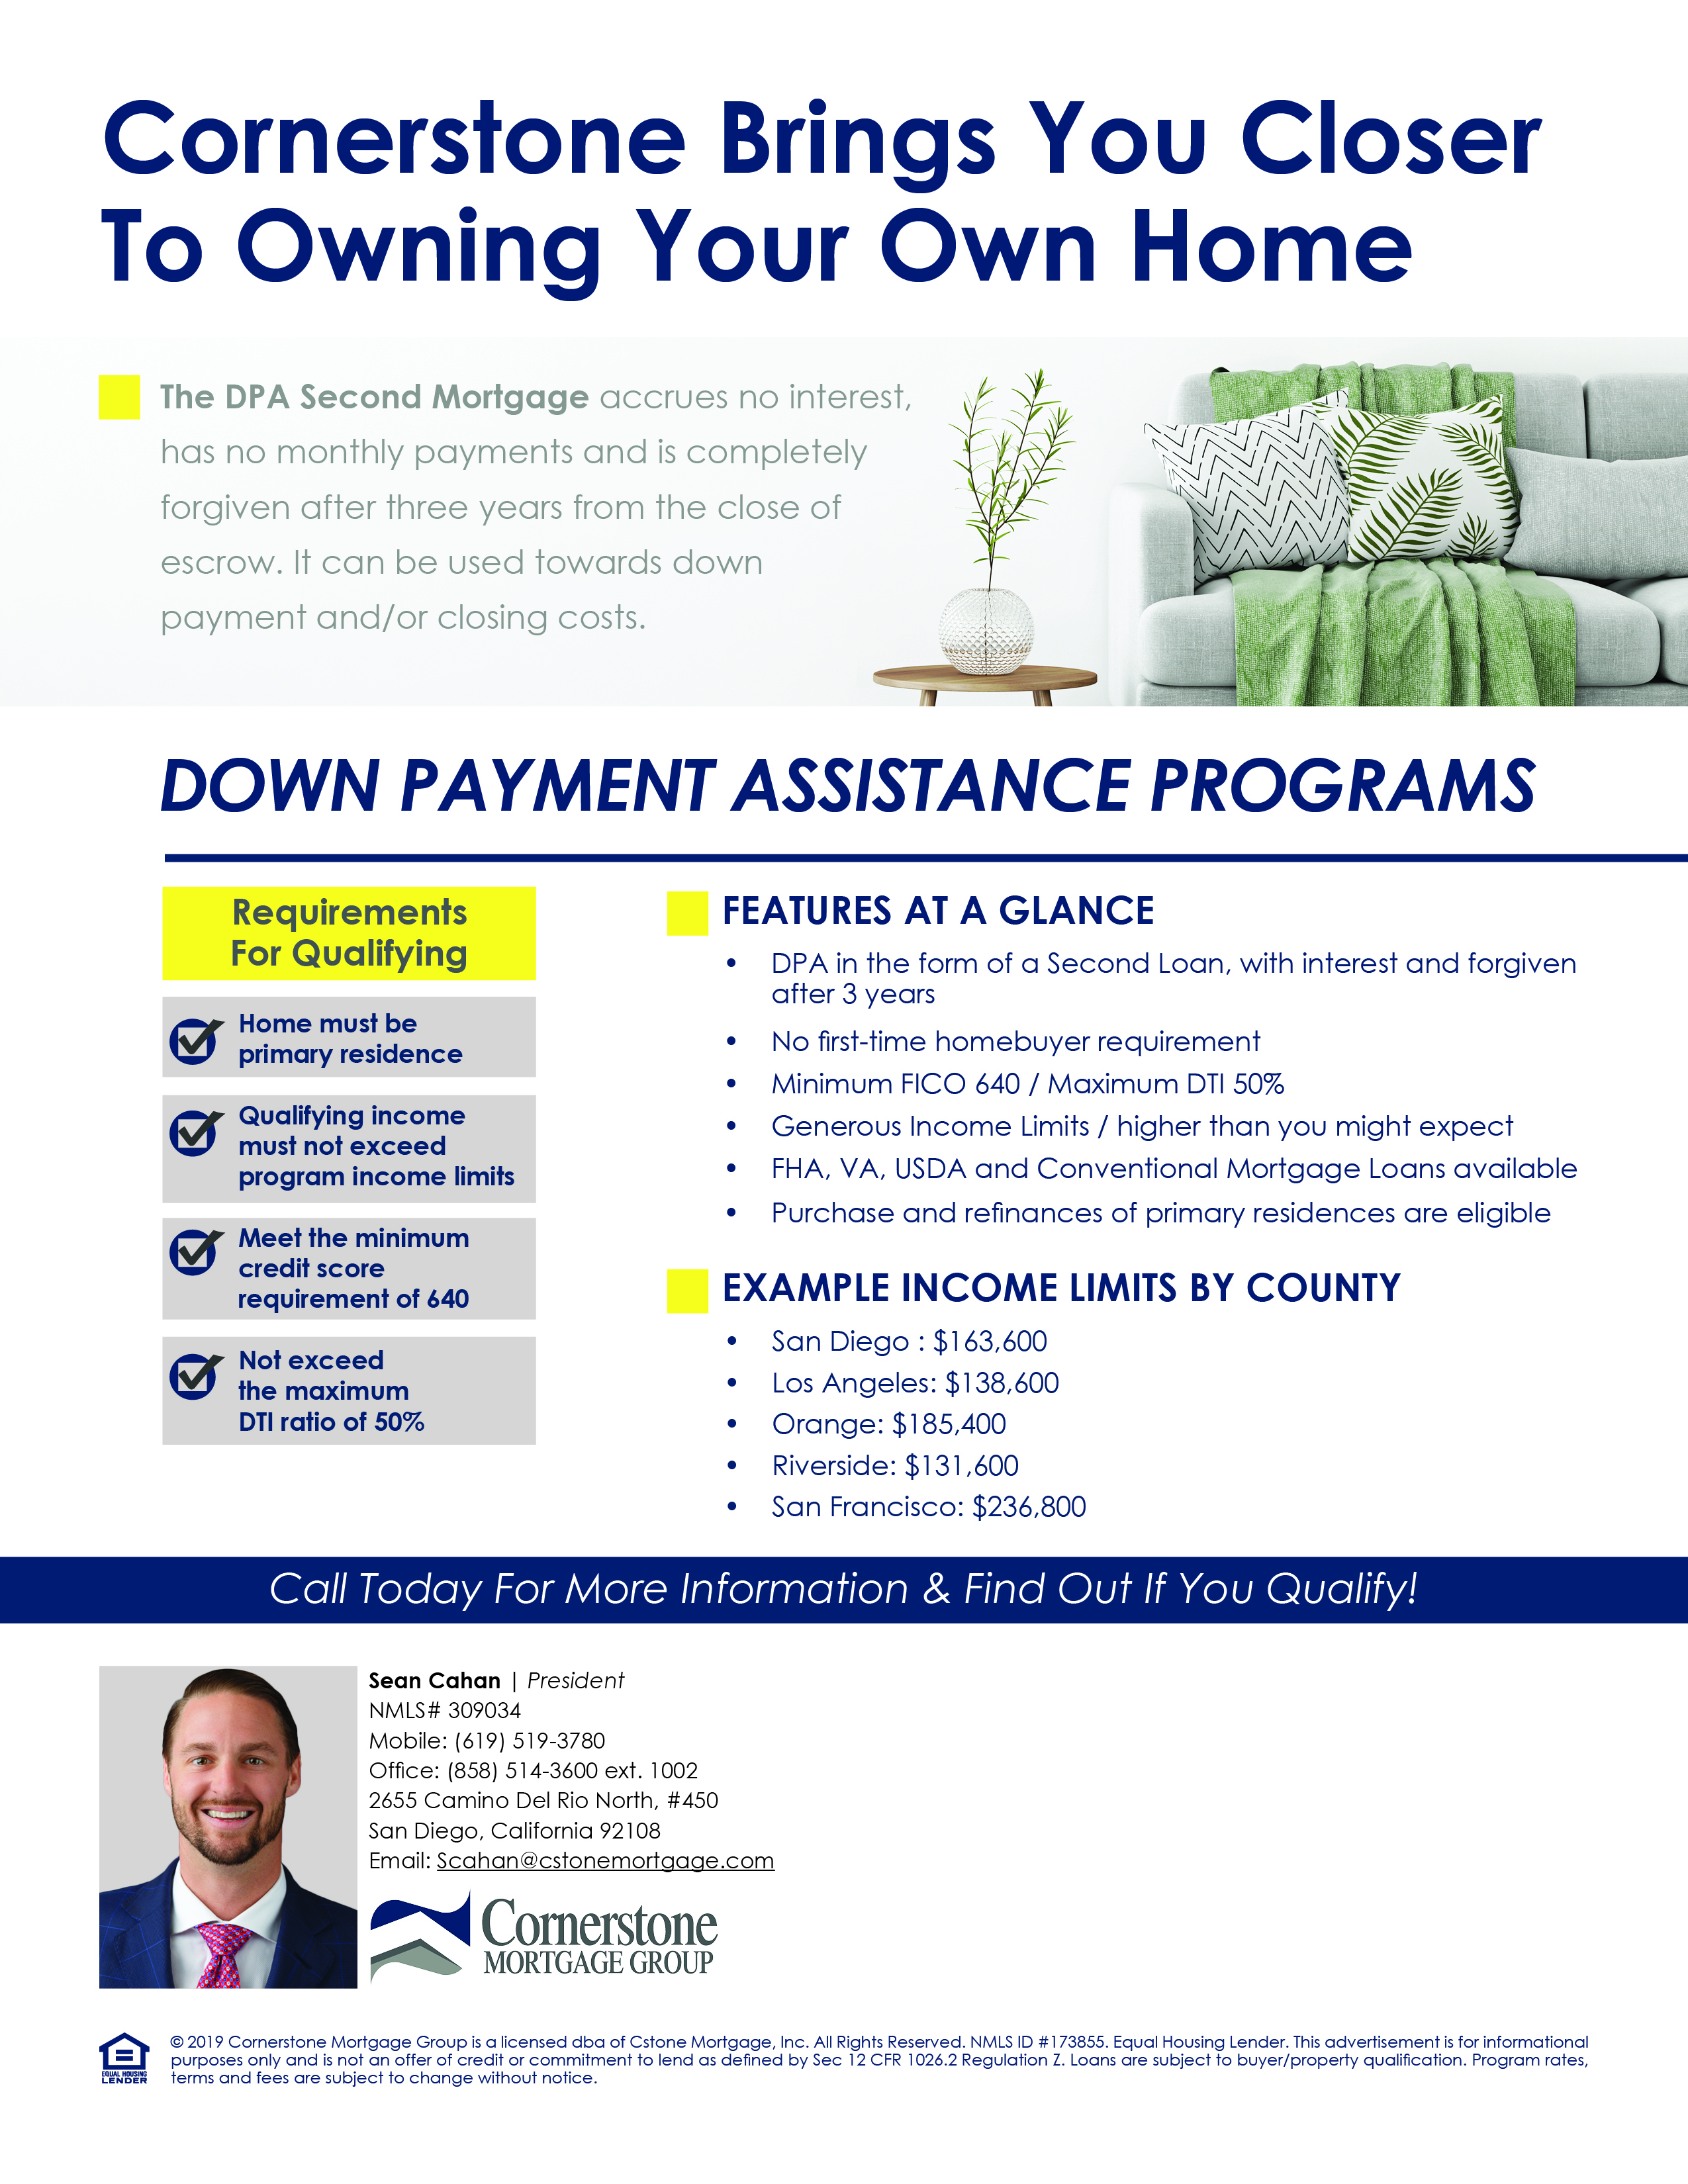 Cornerstone Brings You Closer
To Owning Your Own Home
The DPA Second Mortgage accrues no interest,
has no monthly payments and is completely
forgiven after three years from the close of
escrow. It can be used towards down
payment and/or closing costs.
DOWN PAYMENT ASSISTANCE PROGRAMS
Requirements
For Qualifying
Home must be
primary residence
Qualifying income
must not exceed
program income limits
Meet the minimum
credit score
requirement of 640
Not exceed
the maximum
DTI ratio of 50%
FEATURES AT A GLANCE
• DPA in the form of a Second Loan, with interest and forgiven
after 3 years
• No first-time homebuyer requirement
• Minimum FICO 640 / Maximum DTI 50%
• Generous Income Limits / higher than you might expect
• FHA, VA, USDA and Conventional Mortgage Loans available
• Purchase and refinances of primary residences are eligible
EXAMPLE INCOME LIMITS BY COUNTY
• San Diego : $163,600
• Los Angeles: $138,600
• Orange: $185,400
• Riverside: $131,600
• San Francisco: $236,800
Call Today For More Information & Find Out If You Qualify!
Sean Cahan | President
NMLS# 309034
Mobile: (619) 519-3780
Office: (858) 514-3600 ext. 1002
2655 Camino Del Rio North, #450
San Diego, California 92108
Email: Scahan@cstonemortgage.com
Cornerstone
MORTGAGE GROUP
EQUAL HOUSING
LENDER
© 2019 Cornerstone Mortgage Group is a licensed dba of Cstone Mortgage, Inc. All Rights Reserved. NMLS ID #173855. Equal Housing Lender. This advertisement is for informational
purposes only and is not an offer of credit or commitment to lend as defined by Sec 12 CFR 1026.2 Regulation Z. Loans are subject to buyer/property qualification. Program rates,
terms and fees are subject to change without notice.